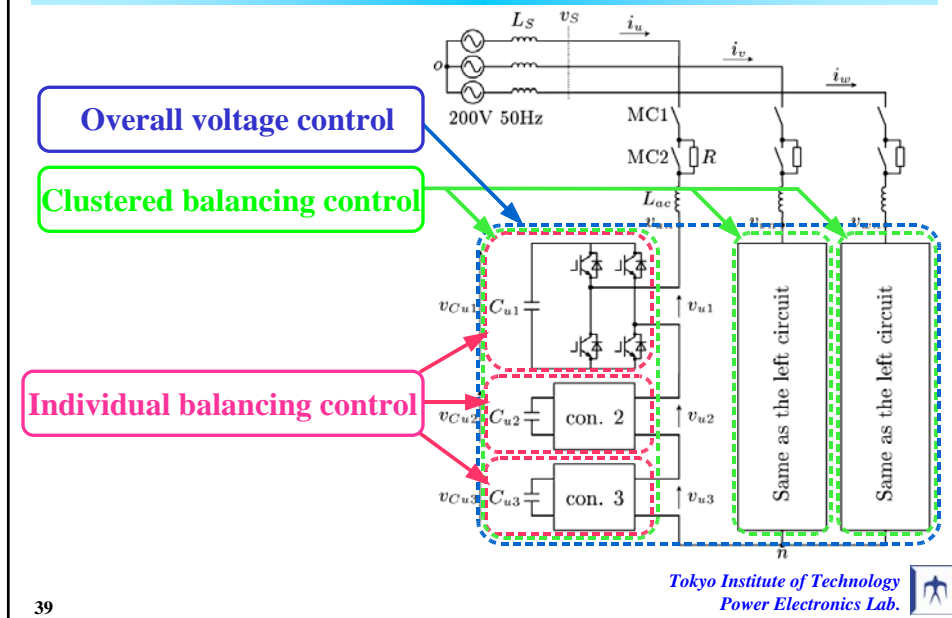 L_S
v_S
i_u
i_v
i_w
o
200V 50Hz
MC1
MC2
R
L_ac
Overall voltage control
Clustered balancing control
Individual balancing control
v_Cu1
C_u1
v_u1
v_Cu2
C_u2
con. 2
v_u2
v_Cu3
C_u3
con. 3
v_u3
Same as the left circuit
Same as the left circuit
n
Tokyo Institute of Technology
Power Electronics Lab.
39